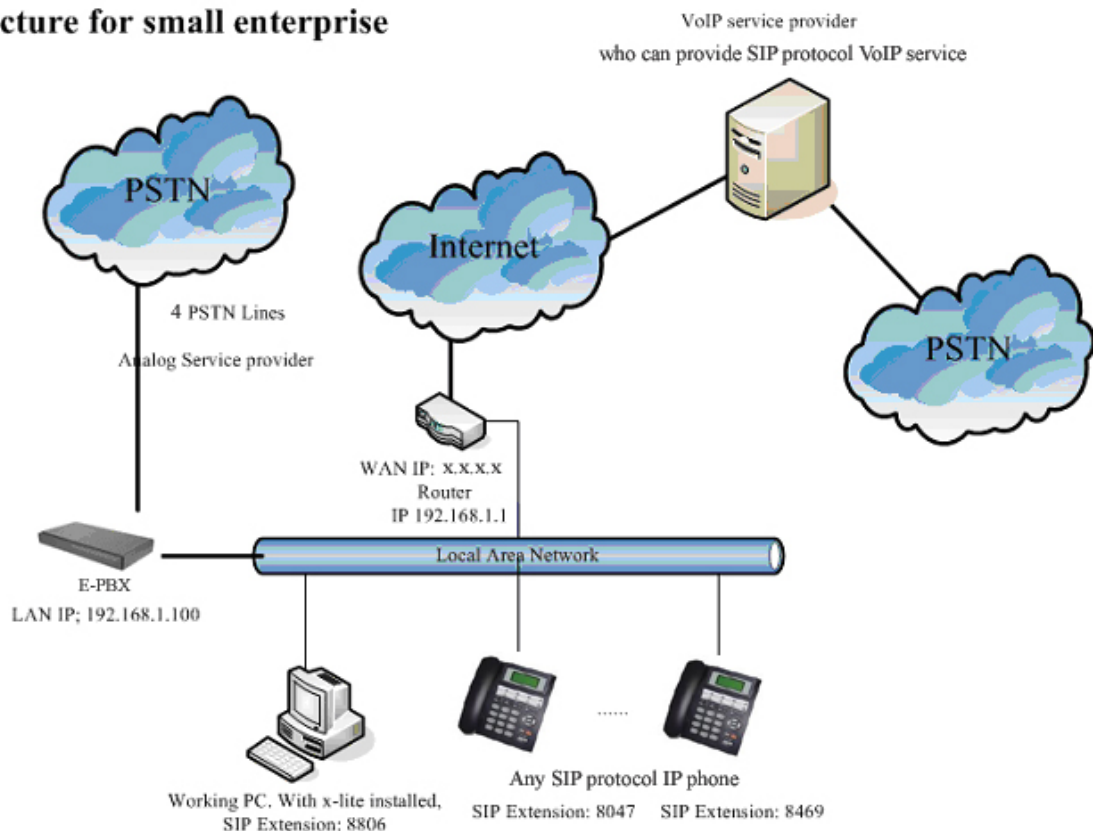 cture for small enterprise
VoIP service provider
who can provide SIP protocol VoIP service
PSTN
Internet
4 PSTN Lines
Analog Service provider
PSTN
WAN IP: x.x.x.x
Router
IP 192.168.1.1
Local Area Network
E-PBX
LAN IP; 192.168.1.100
......
Any SIP protocol IP phone
Working PC. With x-lite installed,
SIP Extension: 8806
SIP Extension: 8047
SIP Extension: 8469